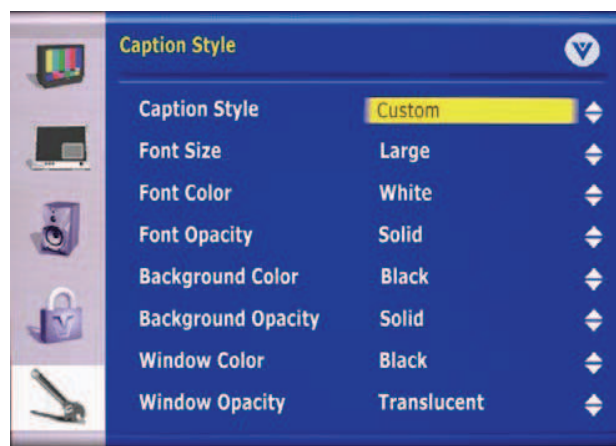 Caption Style
Caption Style Custom
Font Size Large
Font Color White
Font Opacity Solid
Background Color Black
Background Opacity Solid
Window Color Black
Window Opacity Translucent